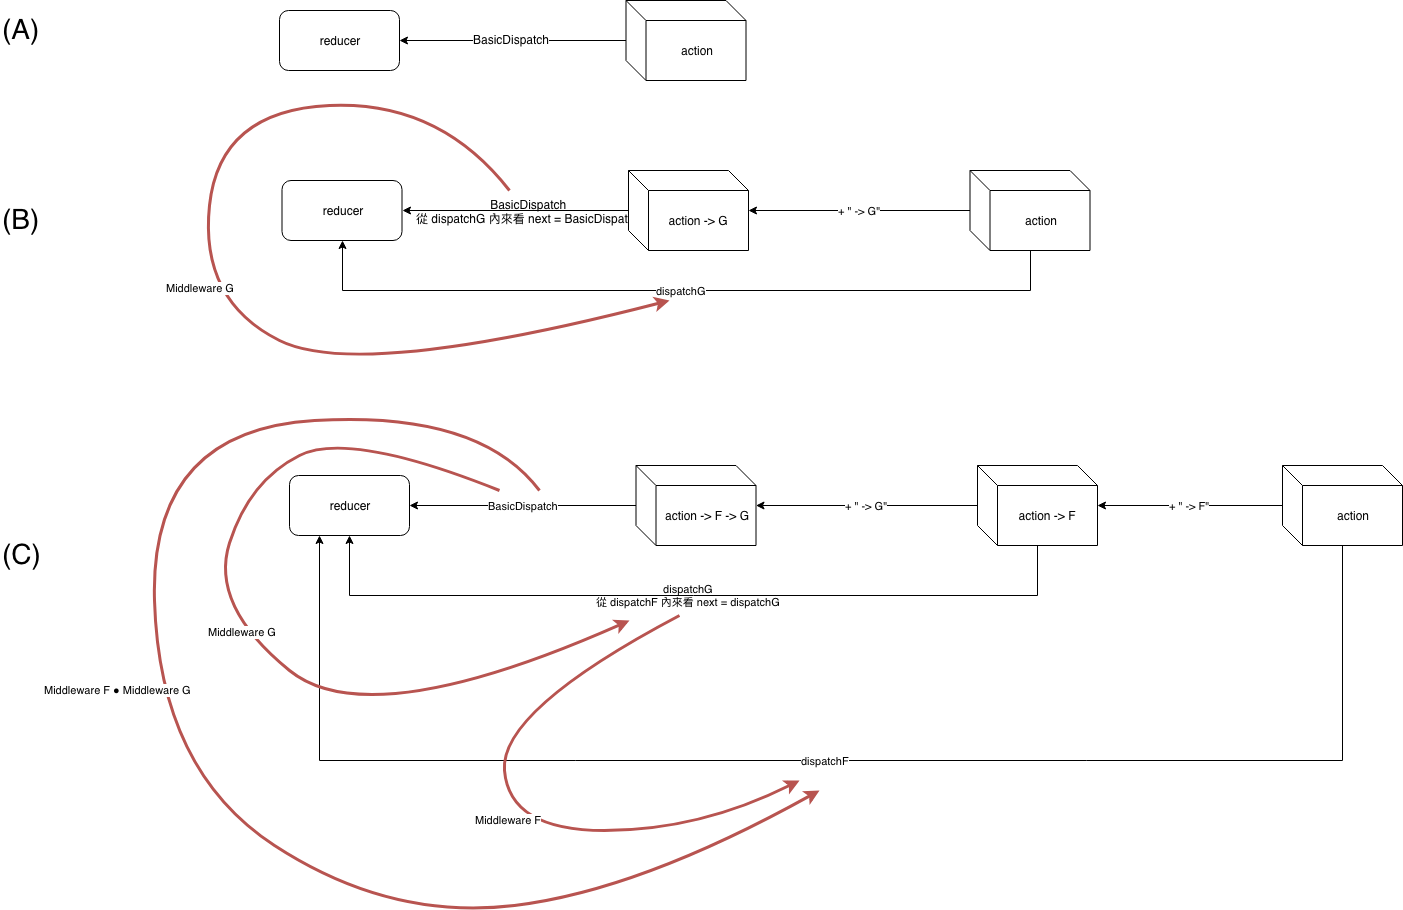 (A)
reducer
BasicDispatch
action
(B)
reducer
BasicDispatch
從 dispatchG 內來看 next = BasicDispat
action -> G
+ " -> G"
action
Middleware G
dispatchG
(C)
reducer
BasicDispatch
action -> F -> G
+ " -> G"
action -> F
+ " -> F"
action
dispatchG
從 dispatchF 內來看 next = dispatchG
Middleware G
Middleware F ● Middleware G
dispatchF
Middleware F